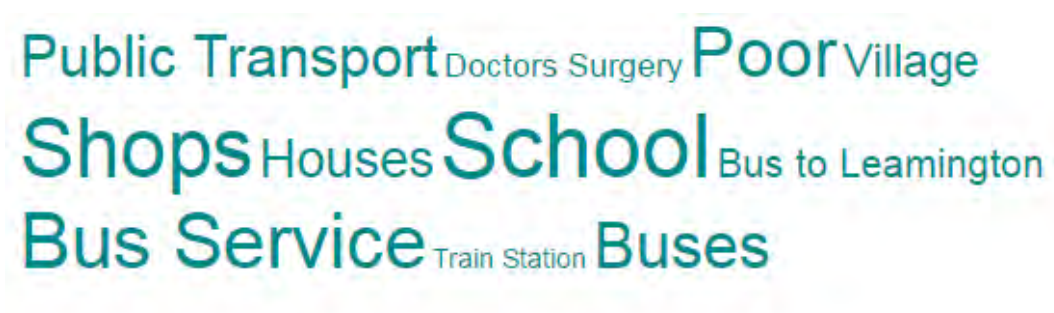 Public Transport Doctors Surgery Poor Village
Shops Houses School Bus to Leamington
Bus Service Train Station Buses